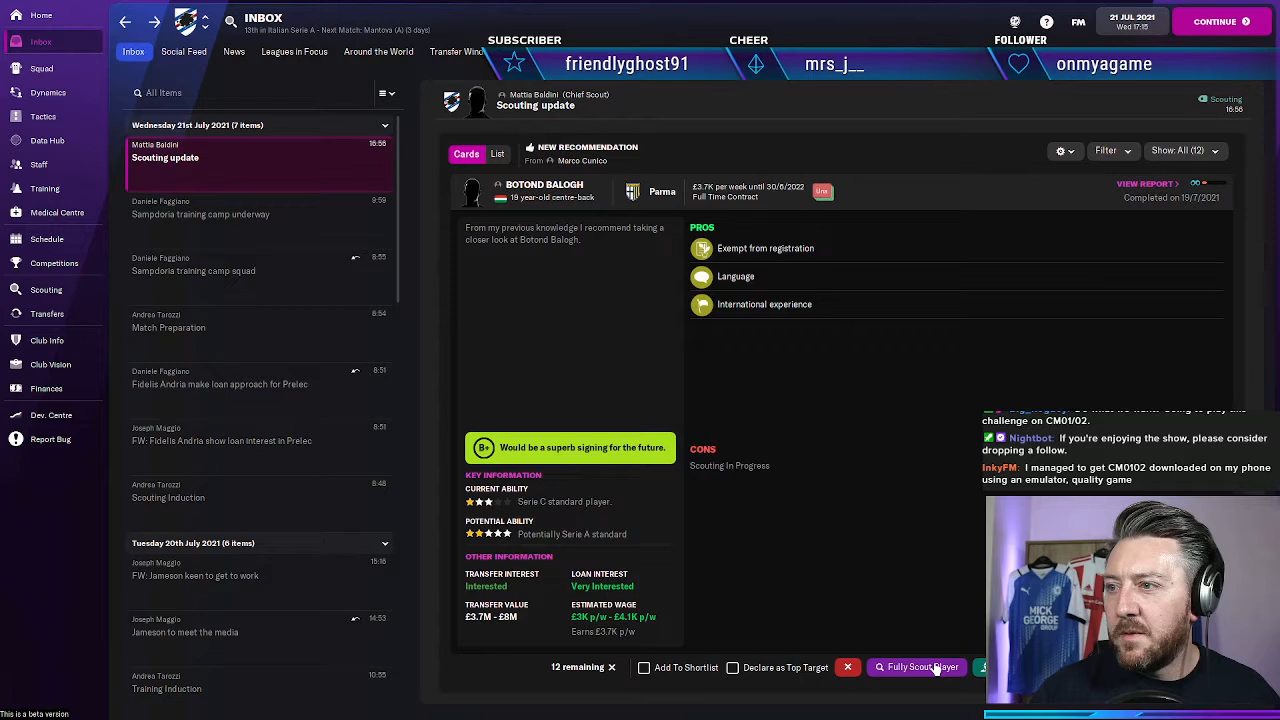 Home
Inbox
Squad
Dynamics
Tactics
Data Hub
Staff
Training
Medical Centre
Schedule
Competitions
Scouting
Transfers
Club Info
Club Vision
Finances
Dev. Centre
Report Bug
This is a beta version
INBOX
13th in Italian Serie A - Next Match: Mantova (A) (3 days)
FM
21 JUL 2021
Wed 17:15
CONTINUE
Inbox
Social Feed
News
Leagues in Focus
Around the World
Transfer Wind
SUBSCRIBER
friendlyghost91
CHEER
mrs_j__
FOLLOWER
onmyagame
All Items
Wednesday 21st July 2021 (7 items)
Mattia Baldini 16:56
Scouting update
Daniele Faggiano 9:59
Sampdoria training camp underway
Daniele Faggiano 8:55
Sampdoria training camp squad
Andrea Tarozzi 8:54
Match Preparation
Daniele Faggiano 8:51
Fidelis Andria make loan approach for Prelec
Joseph Maggio 8:51
FW: Fidelis Andria show loan interest in Prelec
Andrea Tarozzi 8:48
Scouting Induction
Tuesday 20th July 2021 (6 items)
Joseph Maggio 15:16
FW: Jameson keen to get to work
Joseph Maggio 14:53
Jameson to meet the media
Andrea Tarozzi 10:55
Training Induction
Mattia Baldini (Chief Scout)
Scouting update
Scouting
16:56
Cards
List
NEW RECOMMENDATION
From Marco Cunico
Filter
Show: All (12)
BOTOND BALOGH
19 year-old centre-back
Parma
£3.7K per week until 30/6/2022
Full Time Contract
Una
VIEW REPORT >
Completed on 19/7/2021
From my previous knowledge I recommend taking a
closer look at Botond Balogh.
B+ Would be a superb signing for the future.
KEY INFORMATION
CURRENT ABILITY
Serie C standard player.
POTENTIAL ABILITY
Potentially Serie A standard
OTHER INFORMATION
TRANSFER INTEREST
Interested
LOAN INTEREST
Very Interested
TRANSFER VALUE
£3.7M - £8M
ESTIMATED WAGE
£3K p/w - £4.1K p/w
Earns £3.7K p/w
PROS
Exempt from registration
Language
International experience
CONS
Scouting In Progress
12 remaining
Add To Shortlist
Declare as Top Target
Fully Scout Player
challenge on CM01/02.
Nightbot: If you're enjoying the show, please consider
dropping a follow.
InkyFM: I managed to get CM0102 downloaded on my phone
using an emulator, quality game
MICK
GEORGE
GROUP